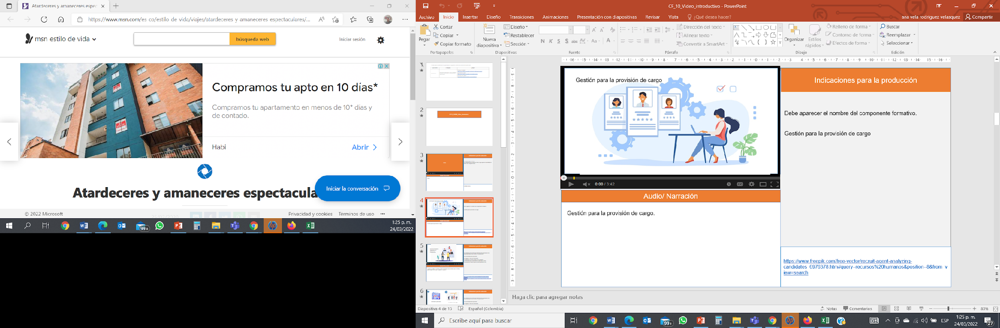 Atardeceres y amaneceres espec
https://www.msn.com/es co/estilo de vida/viajes/atardeceres y amaneceres espectaculares/...
msn estilo de vida
búsqueda web
Iniciar sesión
Compramos tu apto en 10 días*
Compramos tu apartamento en menos de 10* días y
de contado.
Habi
Abrir
Atardeceres y amaneceres espectacula
Iniciar la conversación
© 2022 Microsoft
25/03/2020
Privacidad y cookies
Términos de uso
99+
1:25 p. m.
24/03/2022
CF_10_Video_introductivo - PowerPoint
Archivo
Inicio
Insertar
Diseño
Transiciones
Animaciones
Presentación con diapositivas
Revisar
Vista
¿Qué desea hacer?
ana vela rodriguez velasquez
Compartir
Pegar
Cortar
Copiar
Copiar formato
Portapapeles
Nueva
diapositiva
Diseño
Restablecer
Sección
Diapositivas
N K S S abc AV Aa A
Fuente
Dirección del texto
Alinear texto
Convertir a SmartArt
Párrafo
Organizar
Estilos
rápidos
Relleno de forma
Contorno de forma
Efectos de forma
Dibujo
Buscar
Reemplazar
Seleccionar
Edición
1
2
3
4
5
6
Gestión para la provisión de cargo
0:00 / 3:42
Audio/ Narración
Gestión para la provisión de cargo.
Indicaciones para la producción
Debe aparecer el nombre del componente formativo.
Gestión para la provisión de cargo
https://www.freepik.com/free-vector/recruit-agent-analyzing-
candidates_6976378.htm#query=recursos%20humanos&position=8&from_v
iew=search
Haga clic para agregar notas
Diapositiva 4 de 15
Español (Colombia)
Notas
Comentarios
80%
Escribe aquí para buscar
99+
ESP
1:25 p. m.
24/03/2022
27